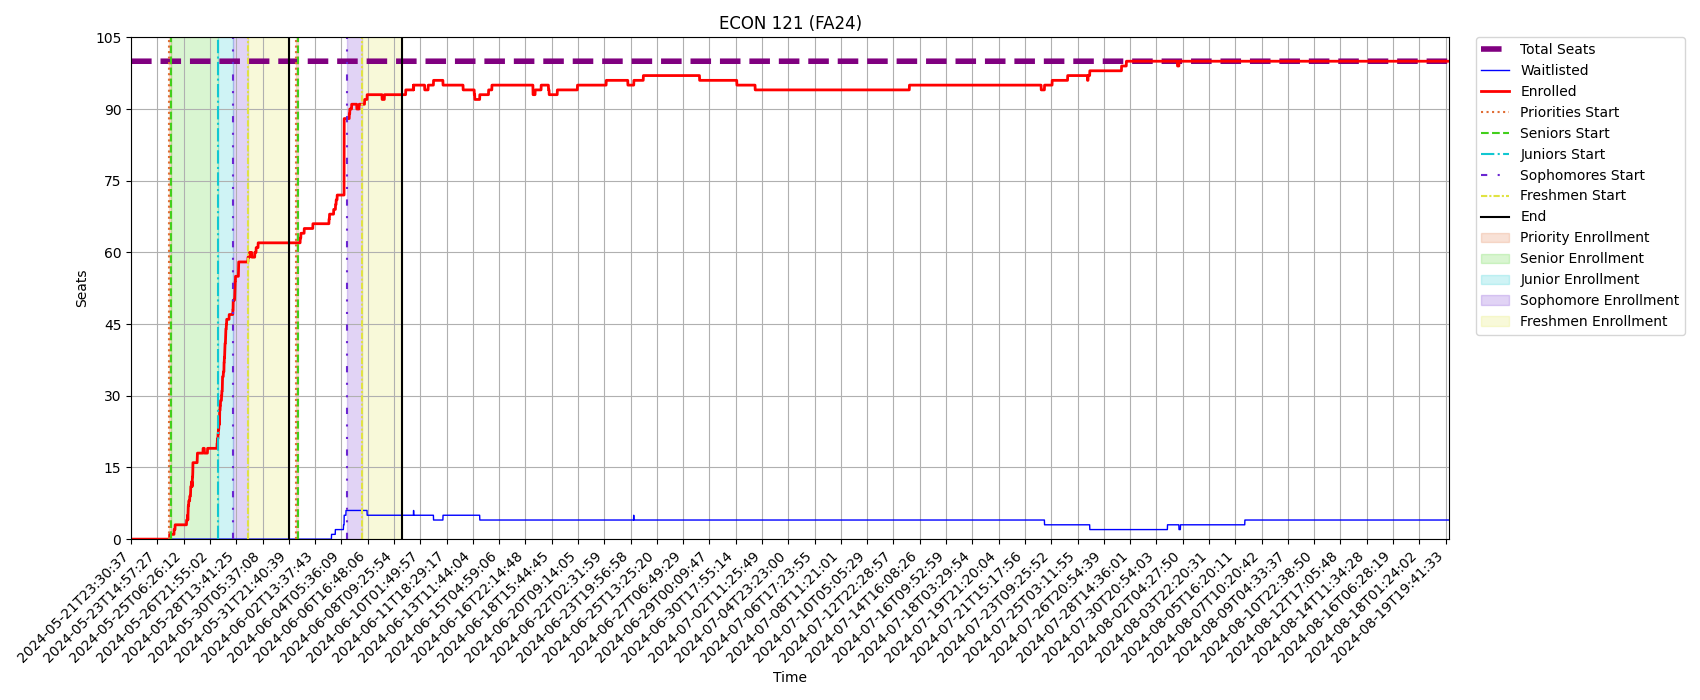 ECON 121 (FA24)
105
90
75
60
45
30
15
0
Seats
2024-05-21T23:30:37
2024-05-23T14:57:27
2024-05-25T06:26:12
2024-05-26T21:55:02
2024-05-28T13:41:25
2024-05-30T05:37:08
2024-05-31T21:40:39
2024-06-02T13:37:43
2024-06-04T05:36:09
2024-06-06T16:48:06
2024-06-08T09:25:54
2024-06-10T01:49:57
2024-06-11T18:29:17
2024-06-13T11:44:04
2024-06-15T04:59:06
2024-06-16T22:14:48
2024-06-18T15:44:45
2024-06-20T09:14:05
2024-06-22T02:31:59
2024-06-23T19:56:58
2024-06-25T13:25:20
2024-06-27T06:49:29
2024-06-29T00:09:47
2024-06-30T17:55:14
2024-07-02T11:25:49
2024-07-04T23:23:00
2024-07-06T17:23:55
2024-07-08T11:21:01
2024-07-10T05:05:29
2024-07-12T22:28:57
2024-07-14T16:08:26
2024-07-16T09:52:59
2024-07-18T03:29:54
2024-07-19T21:20:04
2024-07-21T15:17:56
2024-07-23T09:25:52
2024-07-25T03:11:55
2024-07-26T20:54:39
2024-07-28T14:36:01
2024-07-30T20:54:03
2024-08-02T04:27:50
2024-08-03T22:20:31
2024-08-05T16:20:11
2024-08-07T10:20:42
2024-08-09T04:33:37
2024-08-10T22:38:50
2024-08-12T17:05:48
2024-08-14T11:34:28
2024-08-16T06:28:19
2024-08-18T01:24:02
2024-08-19T19:41:33
Time
Total Seats
Waitlisted
Enrolled
Priorities Start
Seniors Start
Juniors Start
Sophomores Start
Freshmen Start
End
Priority Enrollment
Senior Enrollment
Junior Enrollment
Sophomore Enrollment
Freshmen Enrollment